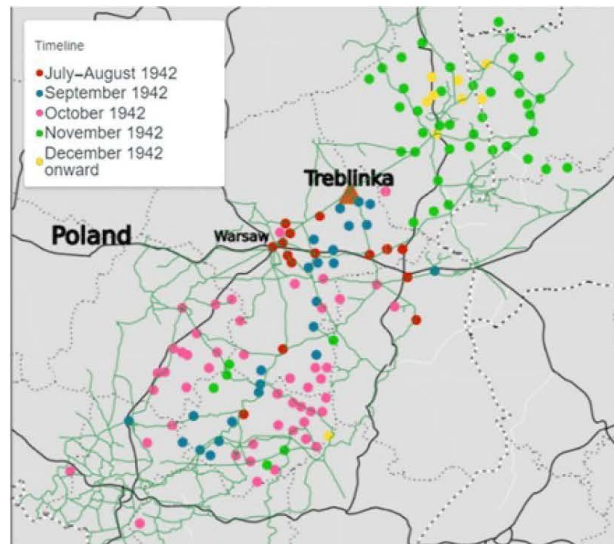 Timeline
July–August 1942
September 1942
October 1942
November 1942
December 1942
onward
Treblinka
Warsaw
Poland